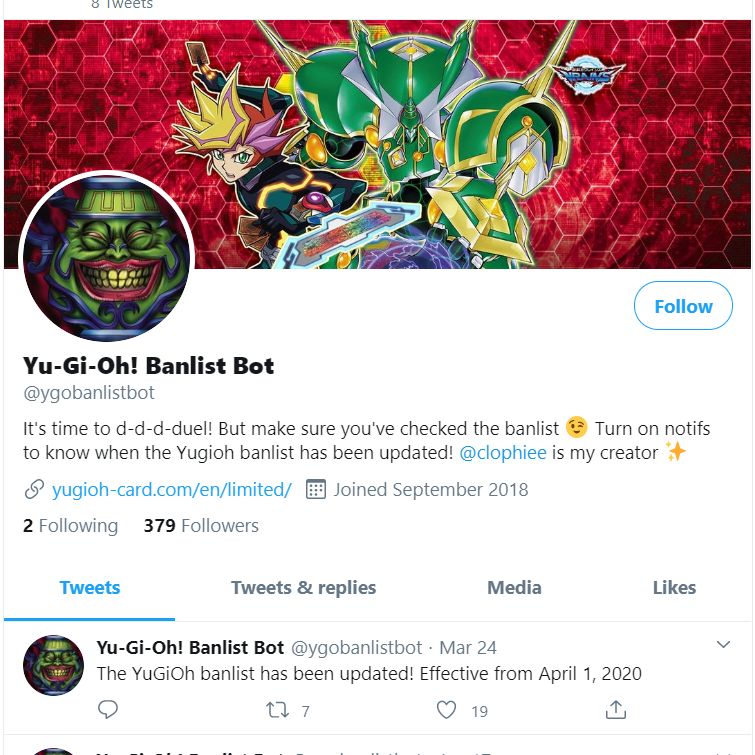 8 Tweets
VRAINS
Follow
Yu-Gi-Oh! Banlist Bot
@ygobanlistbot
It's time to d-d-d-duel! But make sure you've checked the banlist 😉 Turn on notifs
to know when the Yugioh banlist has been updated! @clophiee is my creator ✨
yugioh-card.com/en/limited/ Joined September 2018
2 Following 379 Followers
Tweets Tweets & replies Media Likes
Yu-Gi-Oh! Banlist Bot @ygobanlistbot · Mar 24
The YuGiOh banlist has been updated! Effective from April 1, 2020
7 19